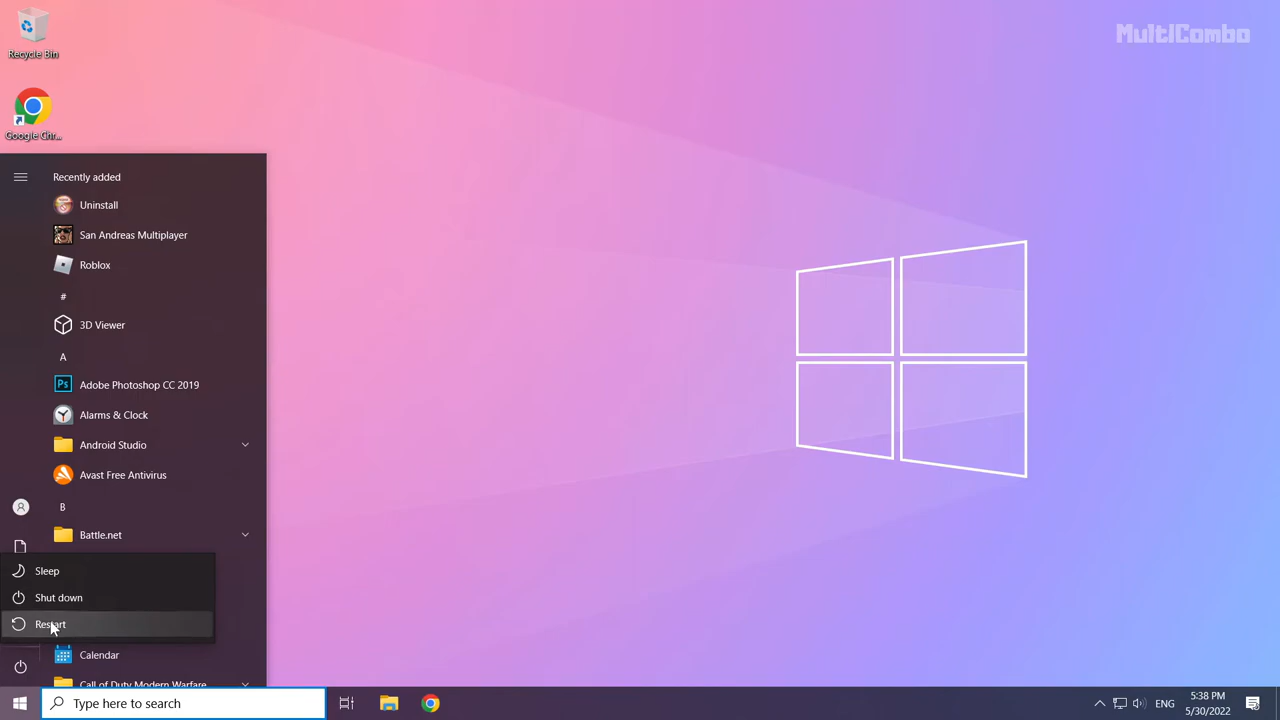 MultiCombo
Recycle Bin
Google Chr...
Recently added
Uninstall
San Andreas Multiplayer
Roblox
#
3D Viewer
A
Ps
Adobe Photoshop CC 2019
Alarms & Clock
Android Studio
Avast Free Antivirus
B
Battle.net
Sleep
Shut down
Restart
Calendar
Call of Duty Modern Warfare
Type here to search
ENG
5:38 PM
5/30/2022